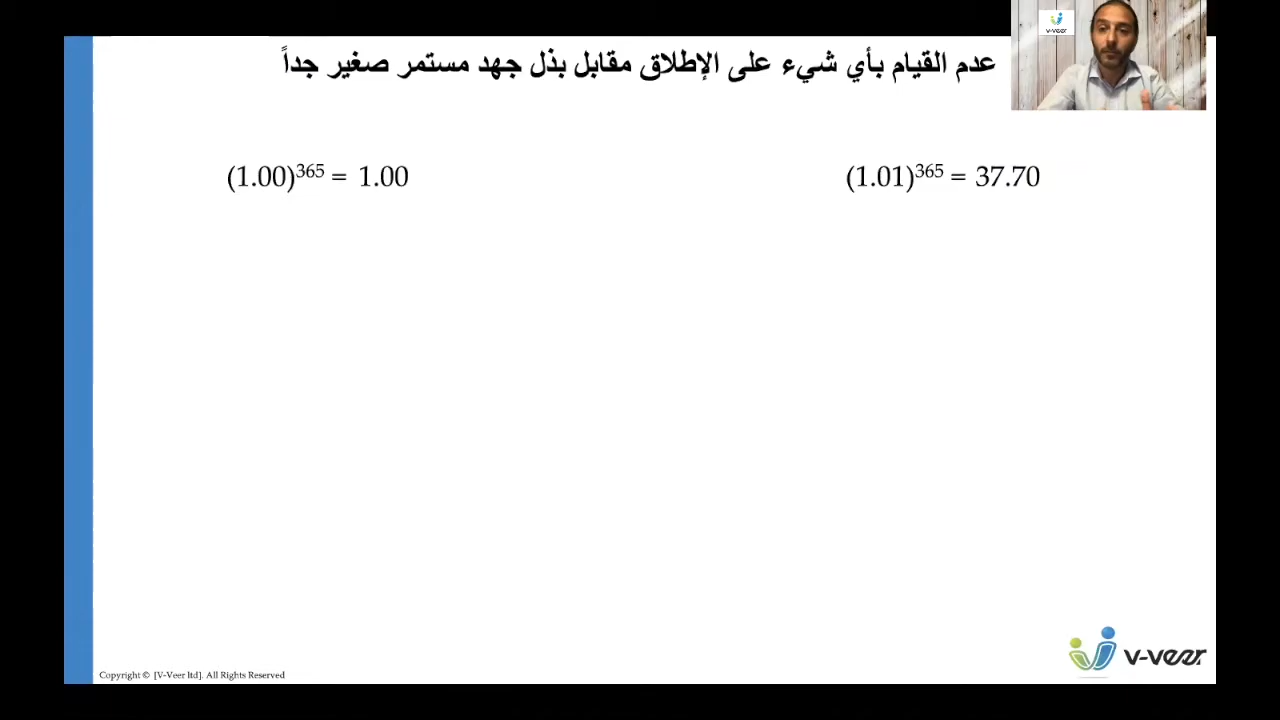 عدم القيام بأي شيء على الإطلاق مقابل بذل جهد مستمر صغير جداً
v-veer
(1.00)³⁶⁵ = 1.00
(1.01)³⁶⁵ = 37.70
v-veer
Copyright © [V-Veer ltd]. All Rights Reserved